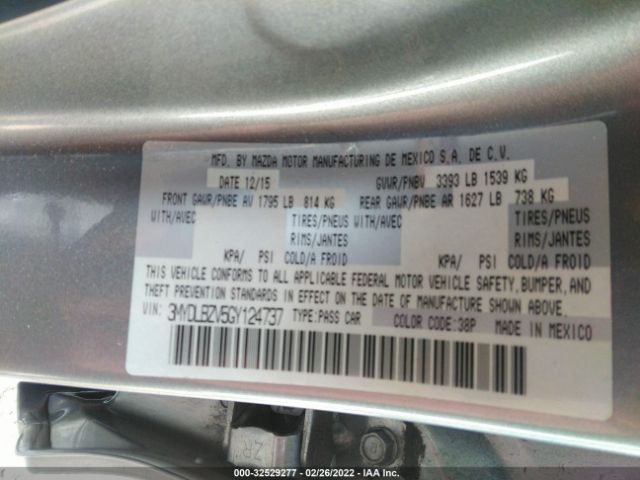 MFD. BY MAZDA MOTOR MANUFACTURING DE MEXICO S.A. DE C.V.
DATE 12/15 GVWR/PNBV 3393 LB 1539 KG
FRONT GAWR/PNBE AV 1795 LB 814 KG REAR GAWR/PNBE AR 1627 LB 738 KG
WITH/AVEC TIRES/PNEUS WITH/AVEC TIRES/PNEUS
RIMS/JANTES RIMS/JANTES
KPA/ PSI COLD/A FROID KPA/ PSI COLD/A FROID
THIS VEHICLE CONFORMS TO ALL APPLICABLE FEDERAL MOTOR VEHICLE SAFETY, BUMPER, AND
THEFT PREVENTION STANDARDS IN EFFECT ON THE DATE OF MANUFACTURE SHOWN ABOVE.
VIN: 3MYDLBZV5GY124737 TYPE:PASS CAR COLOR CODE:38P MADE IN MEXICO
ZR
000-32529277 - 02/26/2022 - IAA Inc.